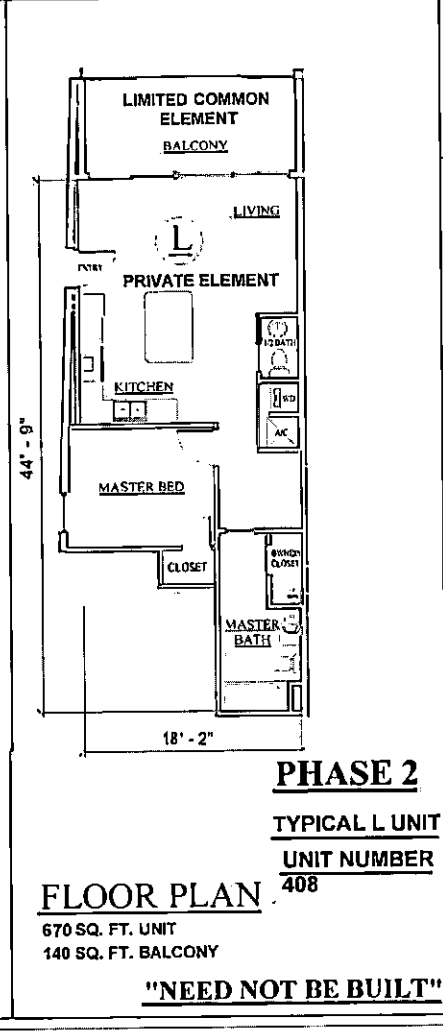 LIMITED COMMON
ELEMENT
BALCONY
LIVING
L
ENTRY
PRIVATE ELEMENT
1/2 BATH
KITCHEN
W/D
A/C
44' - 9"
MASTER BED
CLOSET
OWNER
CLOSET
MASTER
BATH
18' - 2"
PHASE 2
TYPICAL L UNIT
UNIT NUMBER
408
FLOOR PLAN
670 SQ. FT. UNIT
140 SQ. FT. BALCONY
"NEED NOT BE BUILT"